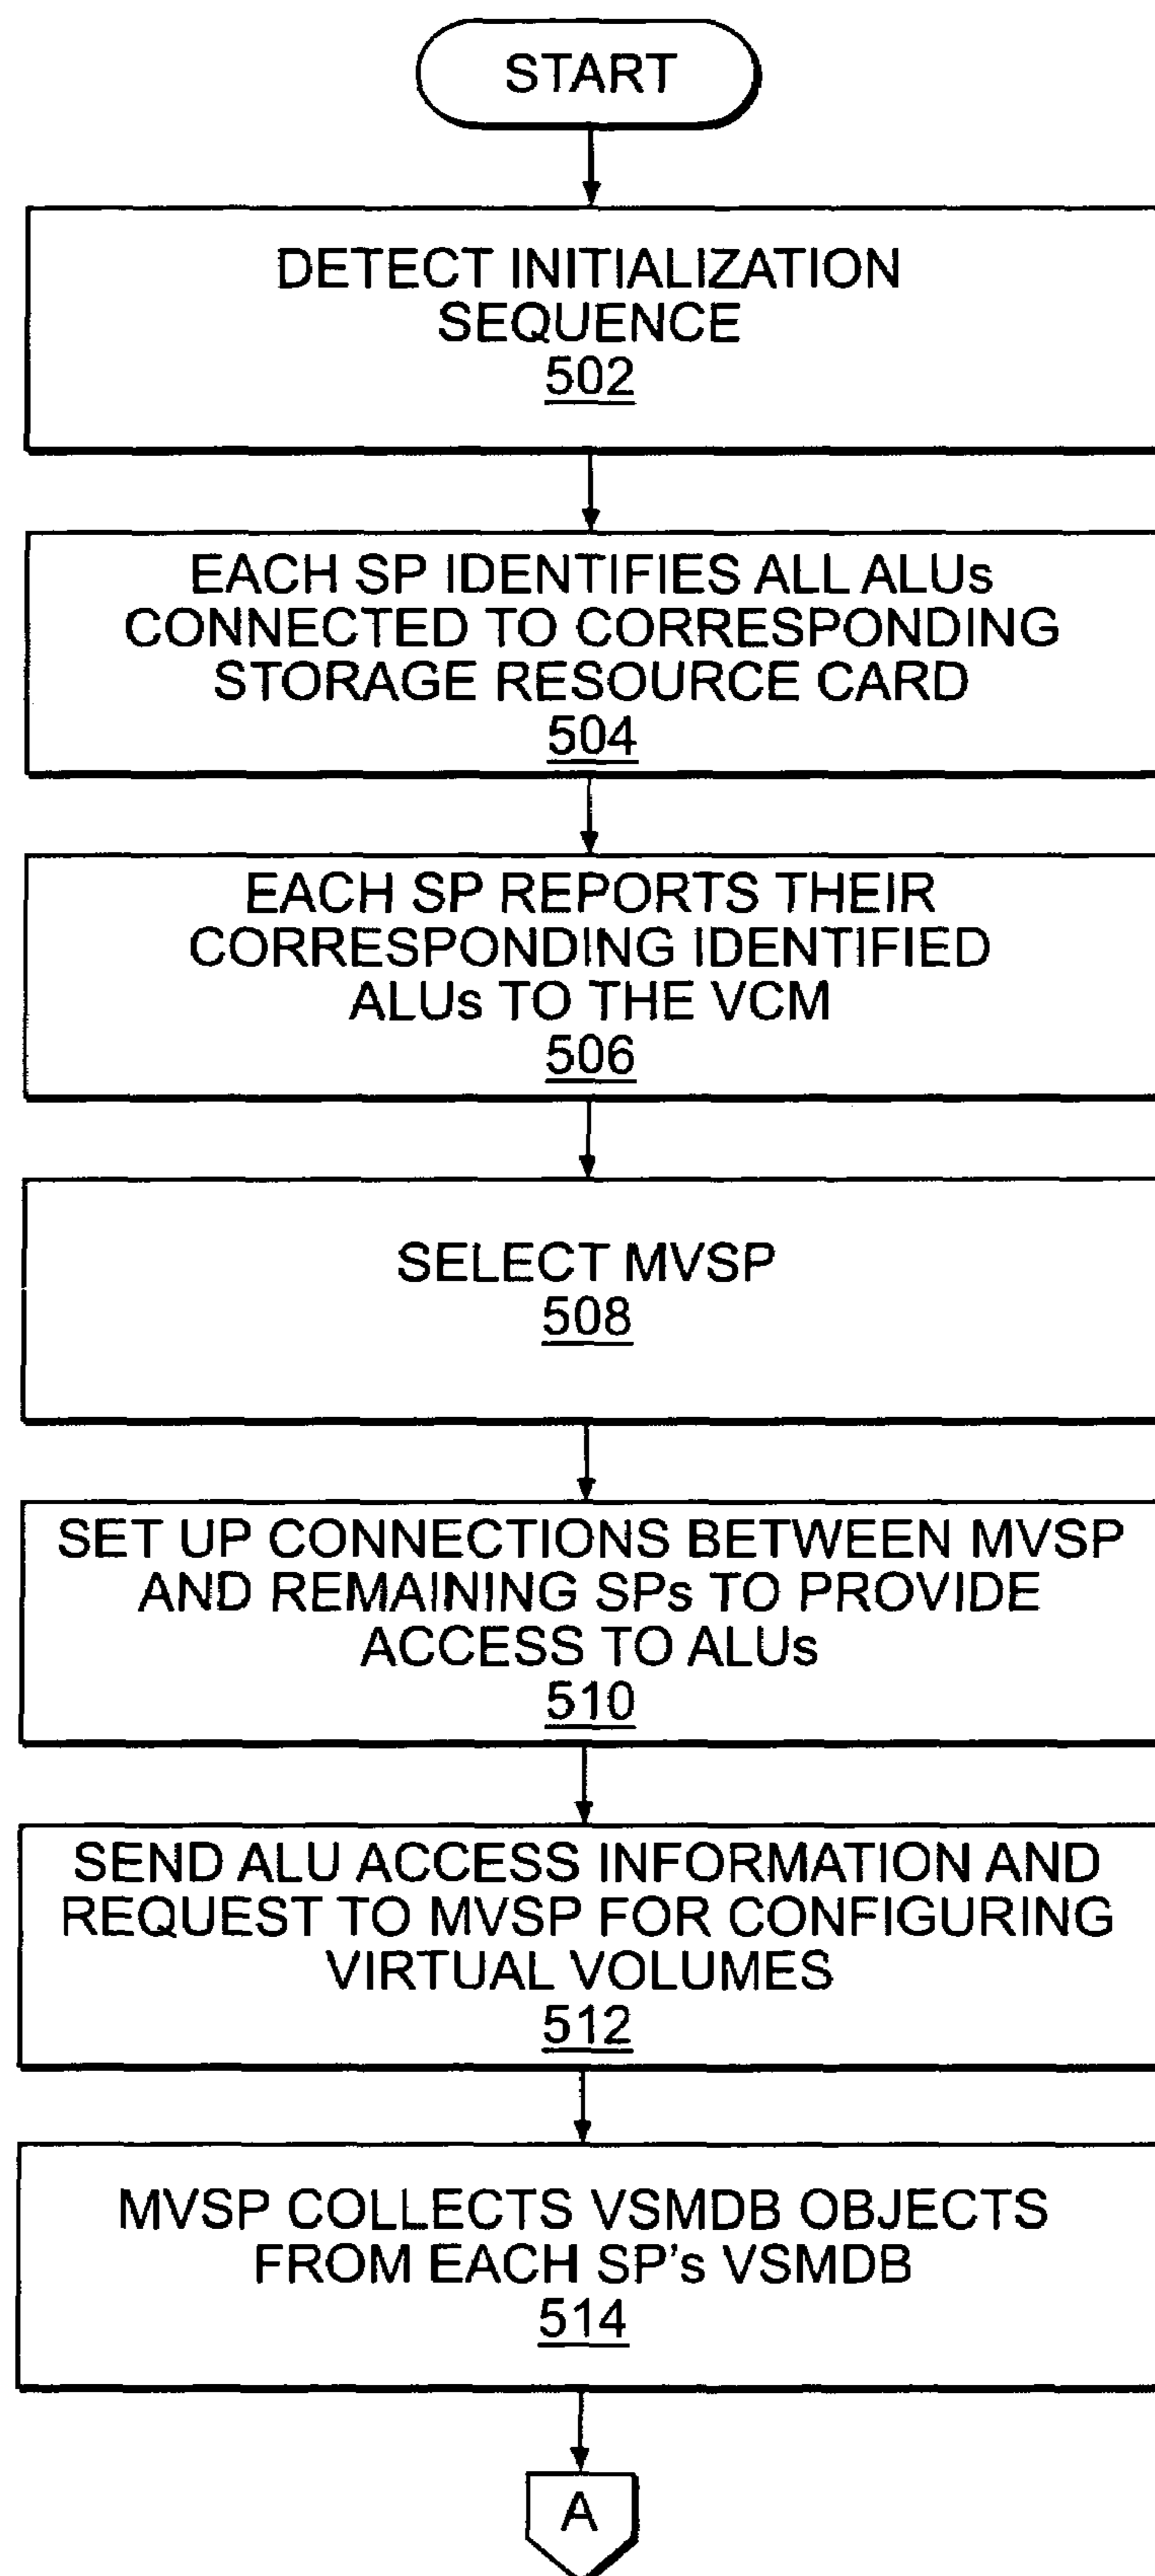 START
DETECT INITIALIZATION
SEQUENCE
502
EACH SP IDENTIFIES ALL ALUs
CONNECTED TO CORRESPONDING
STORAGE RESOURCE CARD
504
EACH SP REPORTS THEIR
CORRESPONDING IDENTIFIED
ALUs TO THE VCM
506
SELECT MVSP
508
SET UP CONNECTIONS BETWEEN MVSP
AND REMAINING SPs TO PROVIDE
ACCESS TO ALUs
510
SEND ALU ACCESS INFORMATION AND
REQUEST TO MVSP FOR CONFIGURING
VIRTUAL VOLUMES
512
MVSP COLLECTS VSMDB OBJECTS
FROM EACH SP's VSMDB
514
A